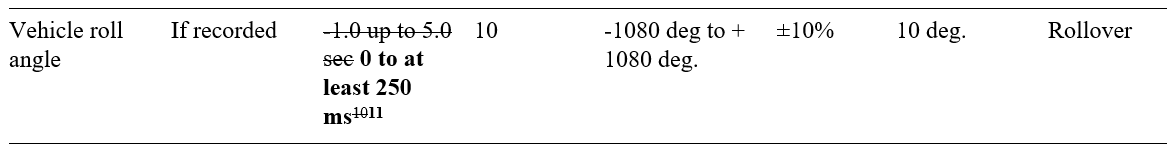 Vehicle roll If recorded -1.0 up to 5.0 10 -1080 deg to + ±10% 10 deg. Rollover
angle sec 0 to at 1080 deg.
least 250
ms1011